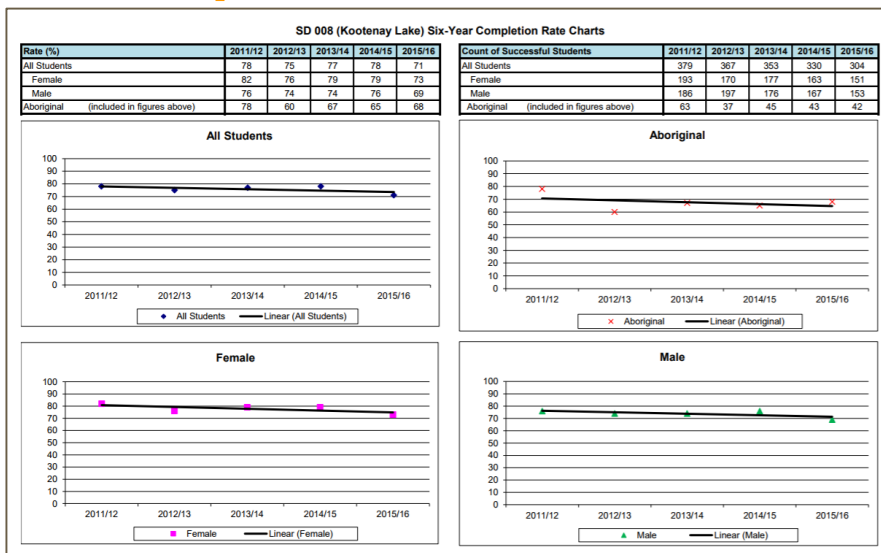 SD 008 (Kootenay Lake) Six-Year Completion Rate Charts
Rate (%) 2011/12 2012/13 2013/14 2014/15 2015/16
All Students 78 75 77 78 71
Female 82 76 79 79 73
Male 76 74 74 76 69
Aboriginal (included in figures above) 78 60 67 65 68
Count of Successful Students 2011/12 2012/13 2013/14 2014/15 2015/16
All Students 379 367 353 330 304
Female 193 170 177 163 151
Male 186 197 176 167 153
Aboriginal (included in figures above) 63 37 45 43 42
All Students
100
90
80
70
60
50
40
30
20
10
0
2011/12 2012/13 2013/14 2014/15 2015/16
All Students Linear (All Students)
Aboriginal
100
90
80
70
60
50
40
30
20
10
0
2011/12 2012/13 2013/14 2014/15 2015/16
Aboriginal Linear (Aboriginal)
Female
100
90
80
70
60
50
40
30
20
10
0
2011/12 2012/13 2013/14 2014/15 2015/16
Female Linear (Female)
Male
100
90
80
70
60
50
40
30
20
10
0
2011/12 2012/13 2013/14 2014/15 2015/16
Male Linear (Male)